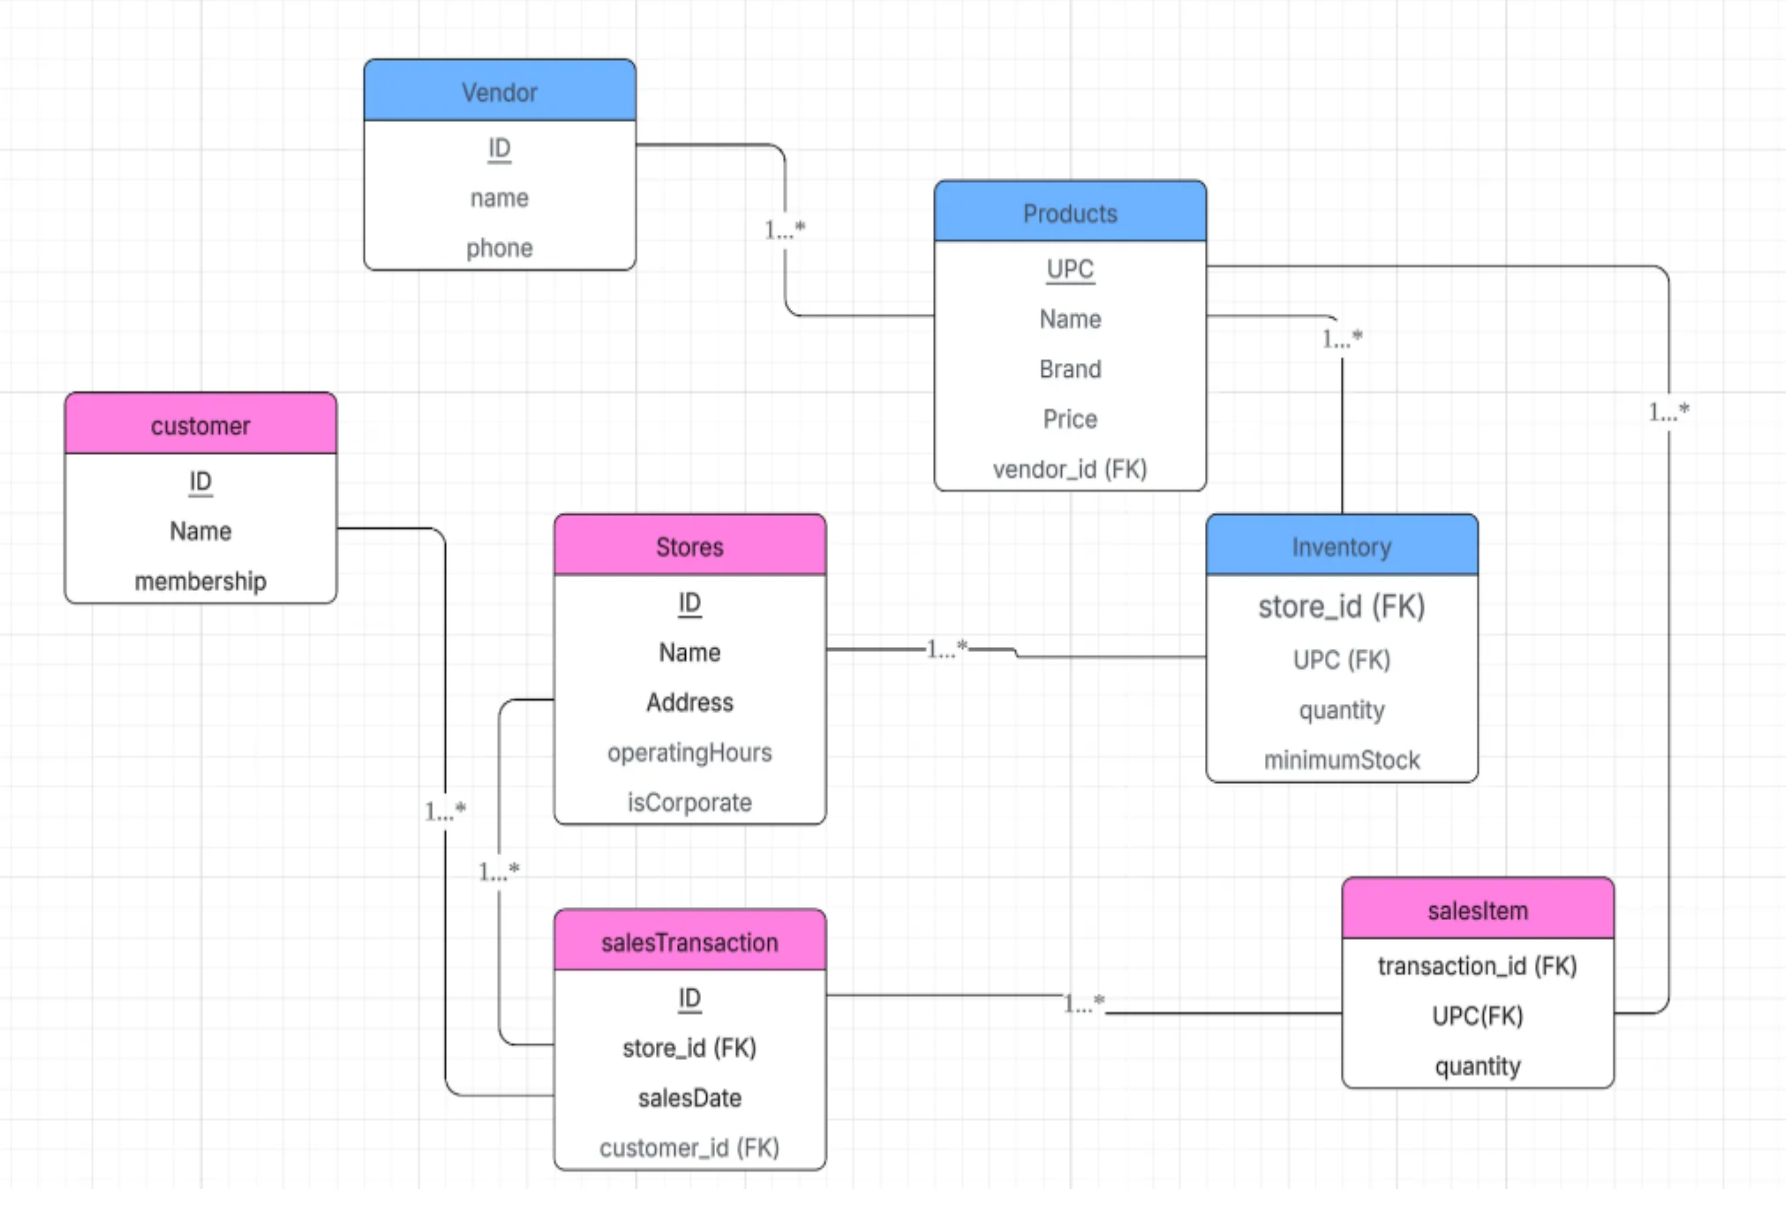 Vendor
ID
name
phone
1...*
Products
UPC
Name
Brand
Price
vendor_id (FK)
1...*
1...*
customer
ID
Name
membership
Stores
ID
Name
Address
operatingHours
isCorporate
1...*
Inventory
store_id (FK)
UPC (FK)
quantity
minimumStock
1...*
1...*
salesTransaction
ID
store_id (FK)
salesDate
customer_id (FK)
1...*
salesItem
transaction_id (FK)
UPC(FK)
quantity